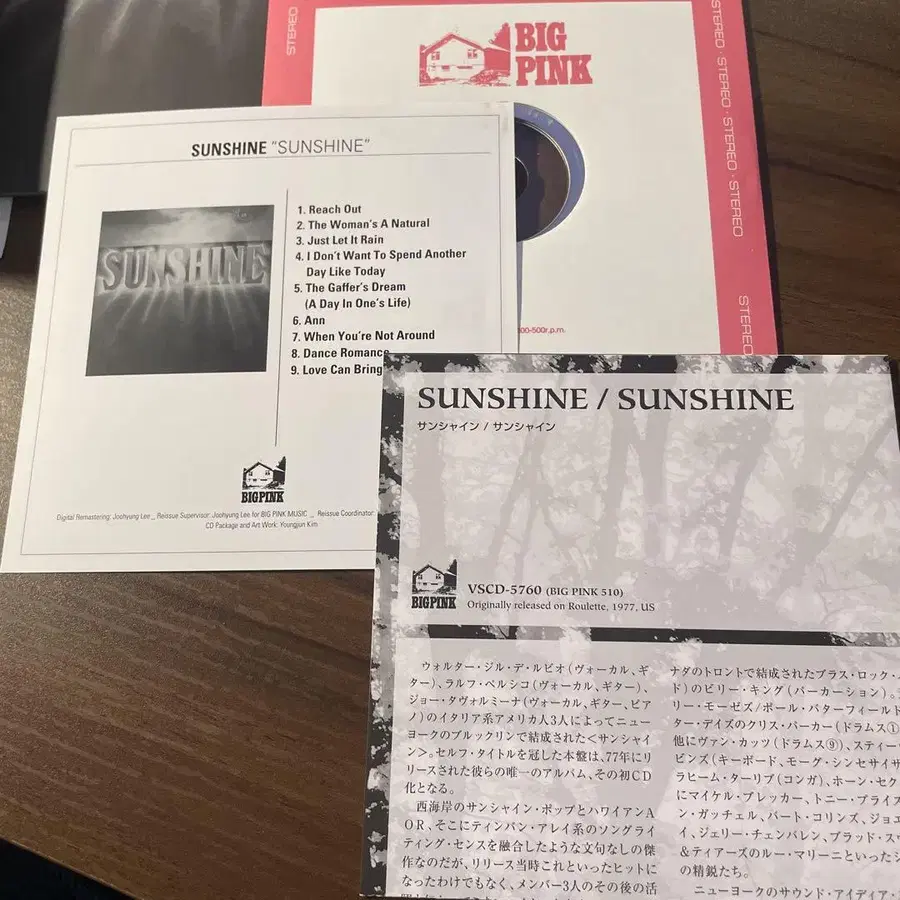 STEREO
BIG
PINK
STEREO · STEREO · STEREO · STEREO
STEREO
00-500r.p.m.
SUNSHINE "SUNSHINE"
SUNSHINE
1. Reach Out
2. The Woman's A Natural
3. Just Let It Rain
4. I Don't Want To Spend Another
Day Like Today
5. The Gaffer's Dream
(A Day In One's Life)
6. Ann
7. When You're Not Around
8. Dance Romance
9. Love Can Bring
BIGPINK
Digital Remastering: Joohyung Lee _ Reissue Supervisor: Joohyung Lee for BIG PINK MUSIC _ Reissue Coordinator:
CD Package and Art Work: Youngjun Kim
SUNSHINE / SUNSHINE
サンシャイン / サンシャイン
BIGPINK
VSCD-5760 (BIG PINK 510)
Originally released on Roulette, 1977, US
ウォルター・ジル・デ・ルビオ(ヴォーカル、ギ
ター)、ラルフ・ペルシコ(ヴォーカル、ギター)、
ジョー・タヴォルミーナ(ヴォーカル、ギター、ピア
ノ)のイタリア系アメリカ人3人によってニュー
ヨークのブルックリンで結成された<サンシャイ
ン>。セルフ・タイトルを冠した本盤は、77年にリ
リースされた彼らの唯一のアルバム、その初CD
化となる。
西海岸のサンシャイン・ポップとハワイアンA
OR、そこにティンパン・アレイ系のソングライ
ティング・センスを融合したような文句なしの傑
作なのだが、リリース当時これといったヒットに
なったわけでもなく、メンバー3人のその後の活
ナダのトロントで結成されたブラス・ロック・
ド)のビリー・キング(パーカーション)。
リー・モーゼズ/ポール・バターフィールド
ター・デイズのクリス・パーカー(ドラムス①
他にヴァン・カッツ(ドラムス⑨)、スティー
ビンズ(キーボード、モーグ・シンセサイザ
ラヒーム・ターリブ(コンガ)、ホーン・セク
にマイケル・ブレッカー、トニー・プライス
ン・ガッチェル、バート・コリンズ、ジョエ
イ、ジェリー・チェンバレン、ブラッド・スウ
&ティアーズのルー・マリーニといったシ
の精鋭たち。
ニューヨークのサウンド・アイディア・